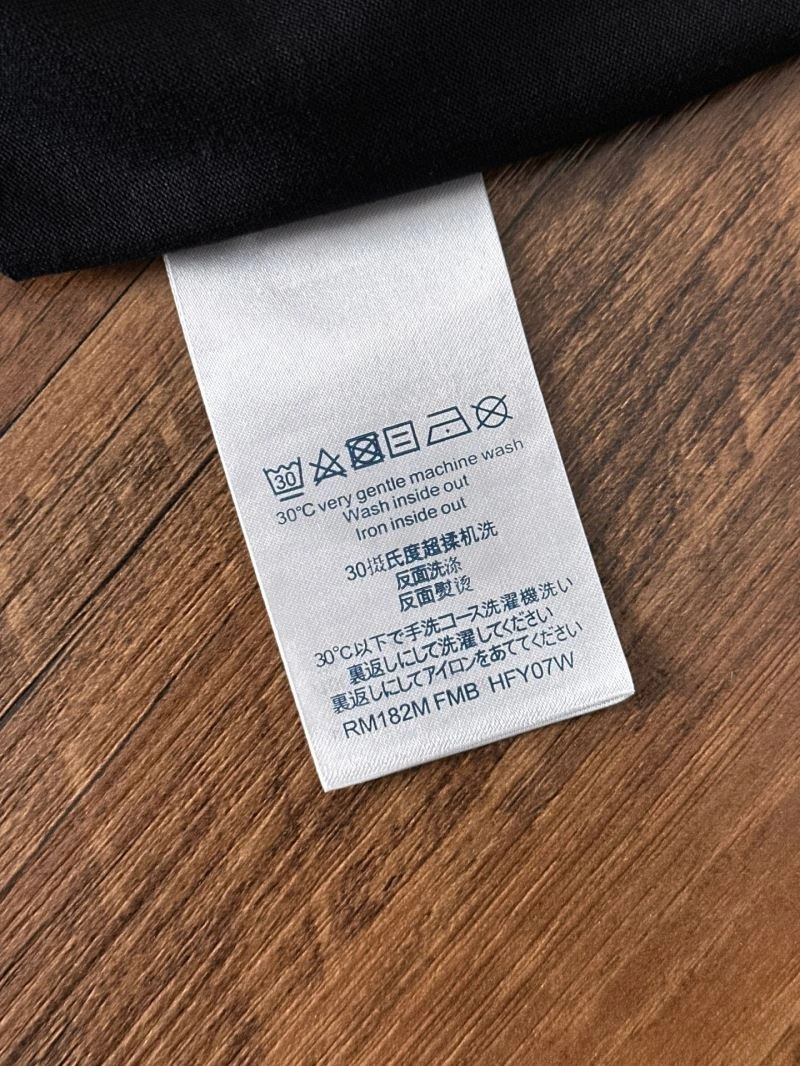 30
30°C very gentle machine wash
Wash inside out
Iron inside out
30摄氏度超揉机洗
反面洗涤
反面熨烫
30°C以下で手洗コース洗濯機洗い
裏返しにして洗濯してください
裏返しにしてアイロンをあててください
RM182M FMB HFY07W